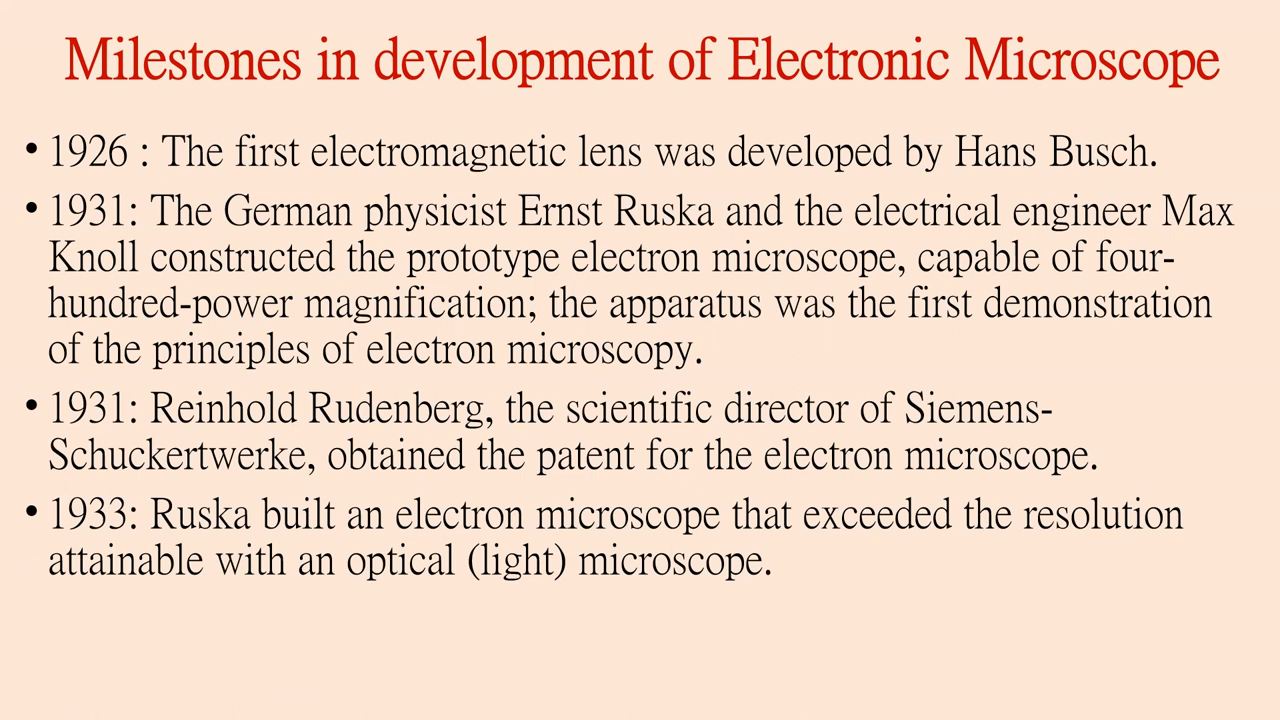 Milestones in development of Electronic Microscope
• 1926 : The first electromagnetic lens was developed by Hans Busch.
• 1931: The German physicist Ernst Ruska and the electrical engineer Max
Knoll constructed the prototype electron microscope, capable of four-
hundred-power magnification; the apparatus was the first demonstration
of the principles of electron microscopy.
• 1931: Reinhold Rudenberg, the scientific director of Siemens-
Schuckertwerke, obtained the patent for the electron microscope.
• 1933: Ruska built an electron microscope that exceeded the resolution
attainable with an optical (light) microscope.